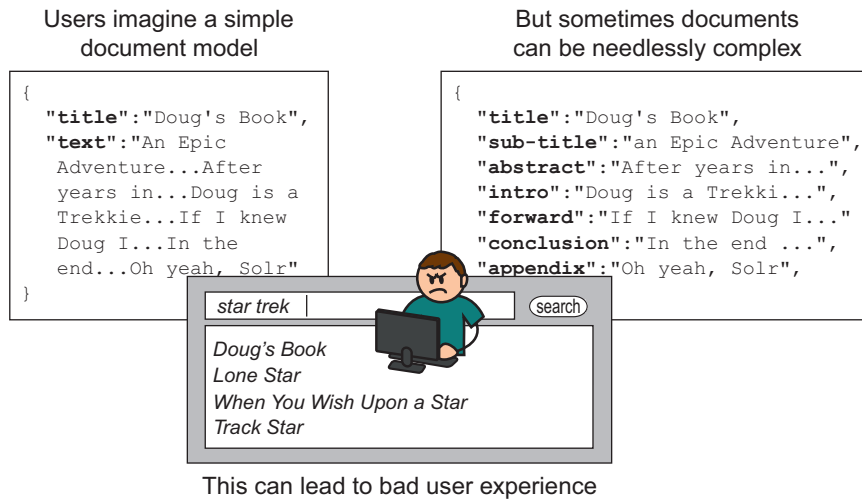 Users imagine a simple
document model
{
"title":"Doug's Book",
"text":"An Epic
Adventure...After
years in...Doug is a
Trekkie...If I knew
Doug I...In the
end...Oh yeah, Solr"
}
But sometimes documents
can be needlessly complex
{
"title":"Doug's Book",
"sub-title":"an Epic Adventure",
"abstract":"After years in...",
"intro":"Doug is a Trekki...",
"forward":"If I knew Doug I..."
"conclusion":"In the end ...",
"appendix":"Oh yeah, Solr",
star trek
search
Doug's Book
Lone Star
When You Wish Upon a Star
Track Star
This can lead to bad user experience